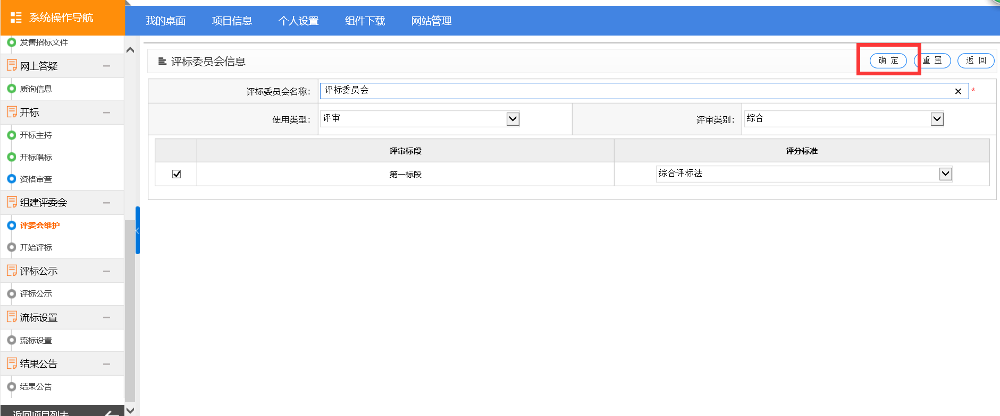 系统操作导航
我的桌面 项目信息 个人设置 组件下载 网站管理
发售招标文件
网上答疑
质询信息
开标
开标主持
开标唱标
资格审查
组建评委会
评委会维护
开始评标
评标公示
评标公示
流标设置
流标设置
结果公告
结果公告
返回项目列表
评标委员会信息
确 定 重 置 返 回
评标委员会名称： 评标委员会 *
使用类型： 评审 评审类别： 综合
评审标段 评分标准
第一标段 综合评标法